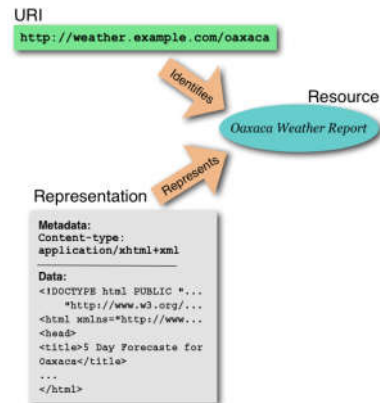 URI
http://weather.example.com/oaxaca
Identifies
Resource
Oaxaca Weather Report
Represents
Representation
Metadata:
Content-type:
application/xhtml+xml
Data:
<!DOCTYPE html PUBLIC "...
"http://www.w3.org/...
<html xmlns="http://www...
<head>
<title>5 Day Forecaste for
Oaxaca</title>
...
</html>